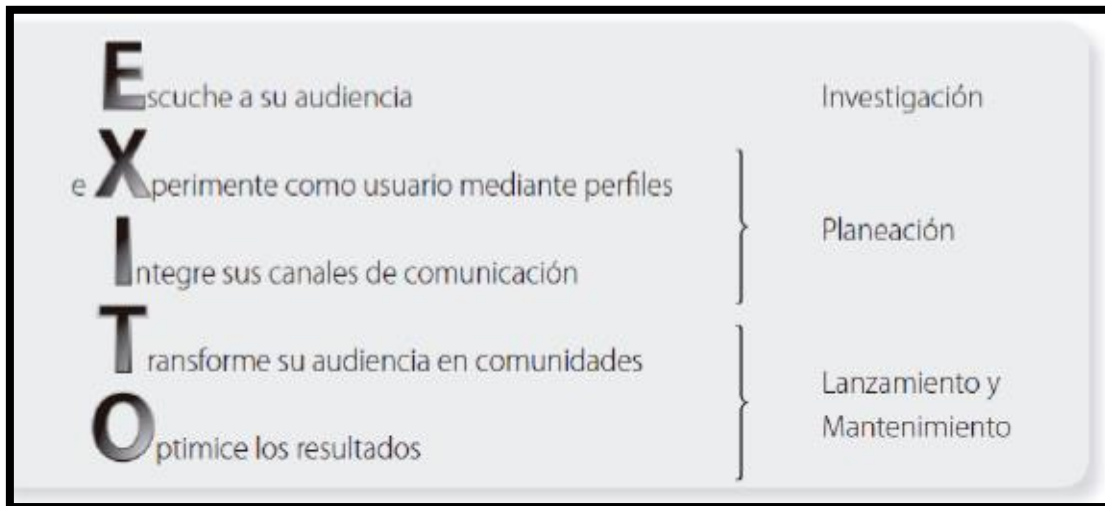 Escuche a su audiencia Investigación
eXperimente como usuario mediante perfiles
Planeación
Integre sus canales de comunicación
Transforme su audiencia en comunidades
Lanzamiento y
Mantenimiento
Optimice los resultados